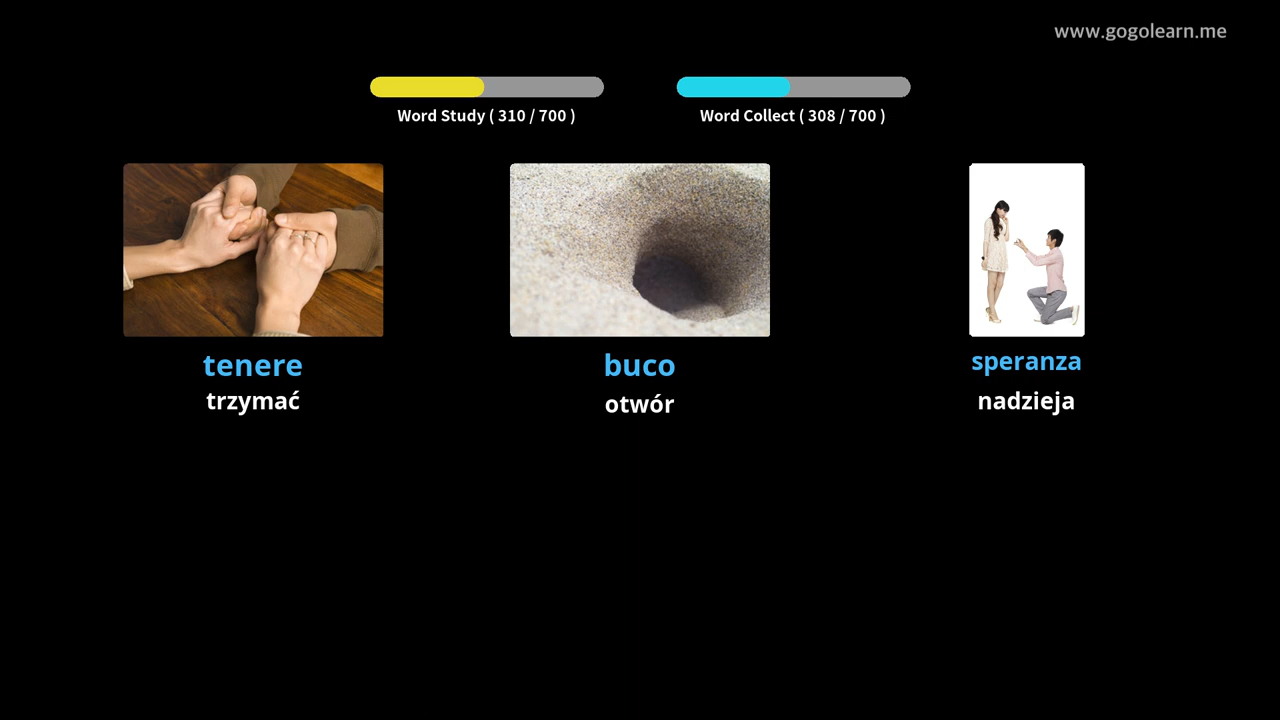 www.gogolearn.me
Word Study ( 310 / 700 )
Word Collect ( 308 / 700 )
tenere
trzymać
buco
otwór
speranza
nadzieja